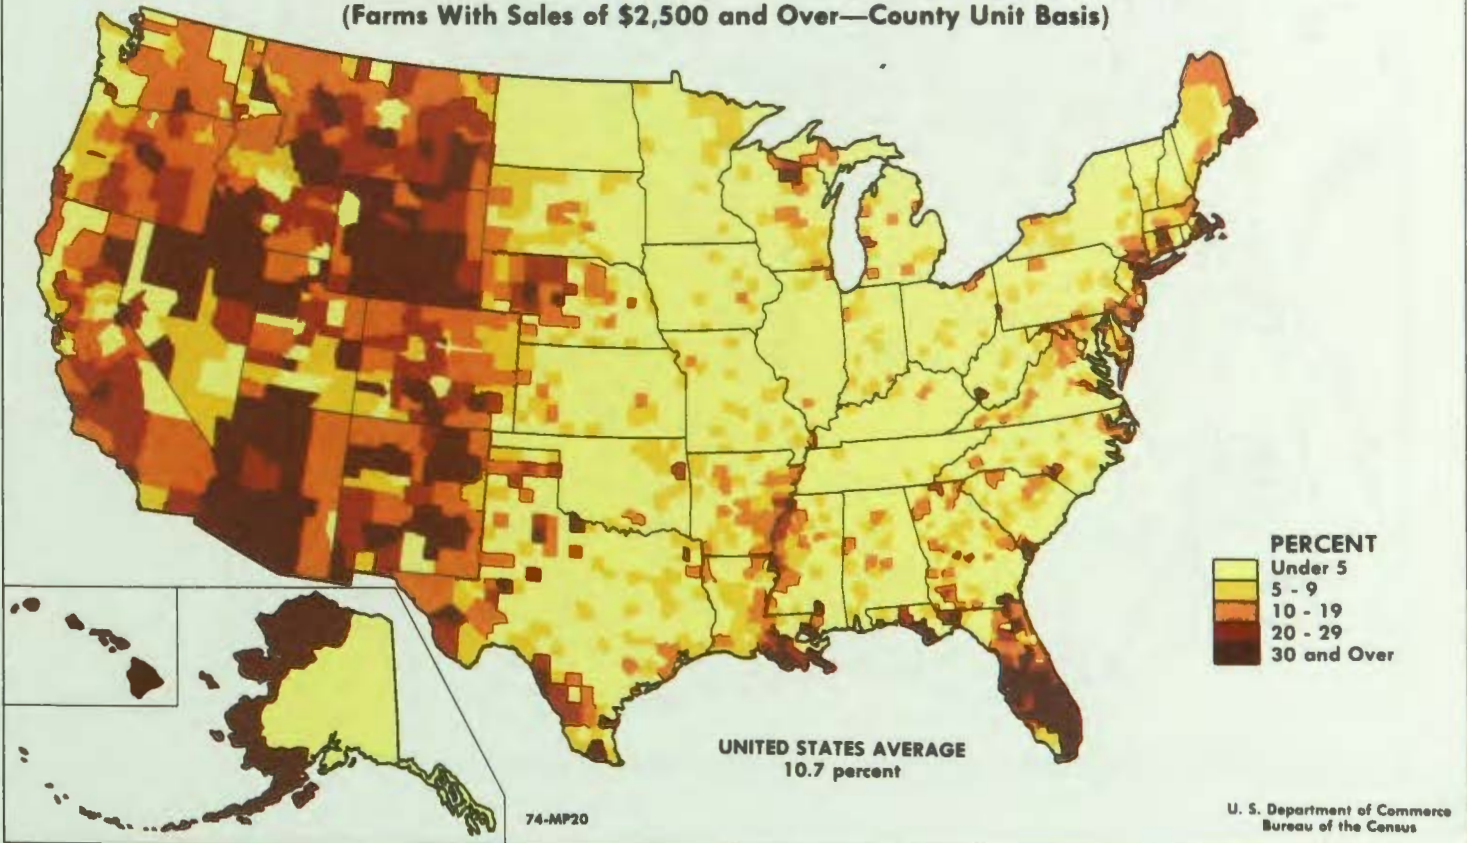 (Farms With Sales of $2,500 and Over—County Unit Basis)
PERCENT
Under 5
5 - 9
10 - 19
20 - 29
30 and Over
UNITED STATES AVERAGE
10.7 percent
74-MP20
U. S. Department of Commerce
Bureau of the Census